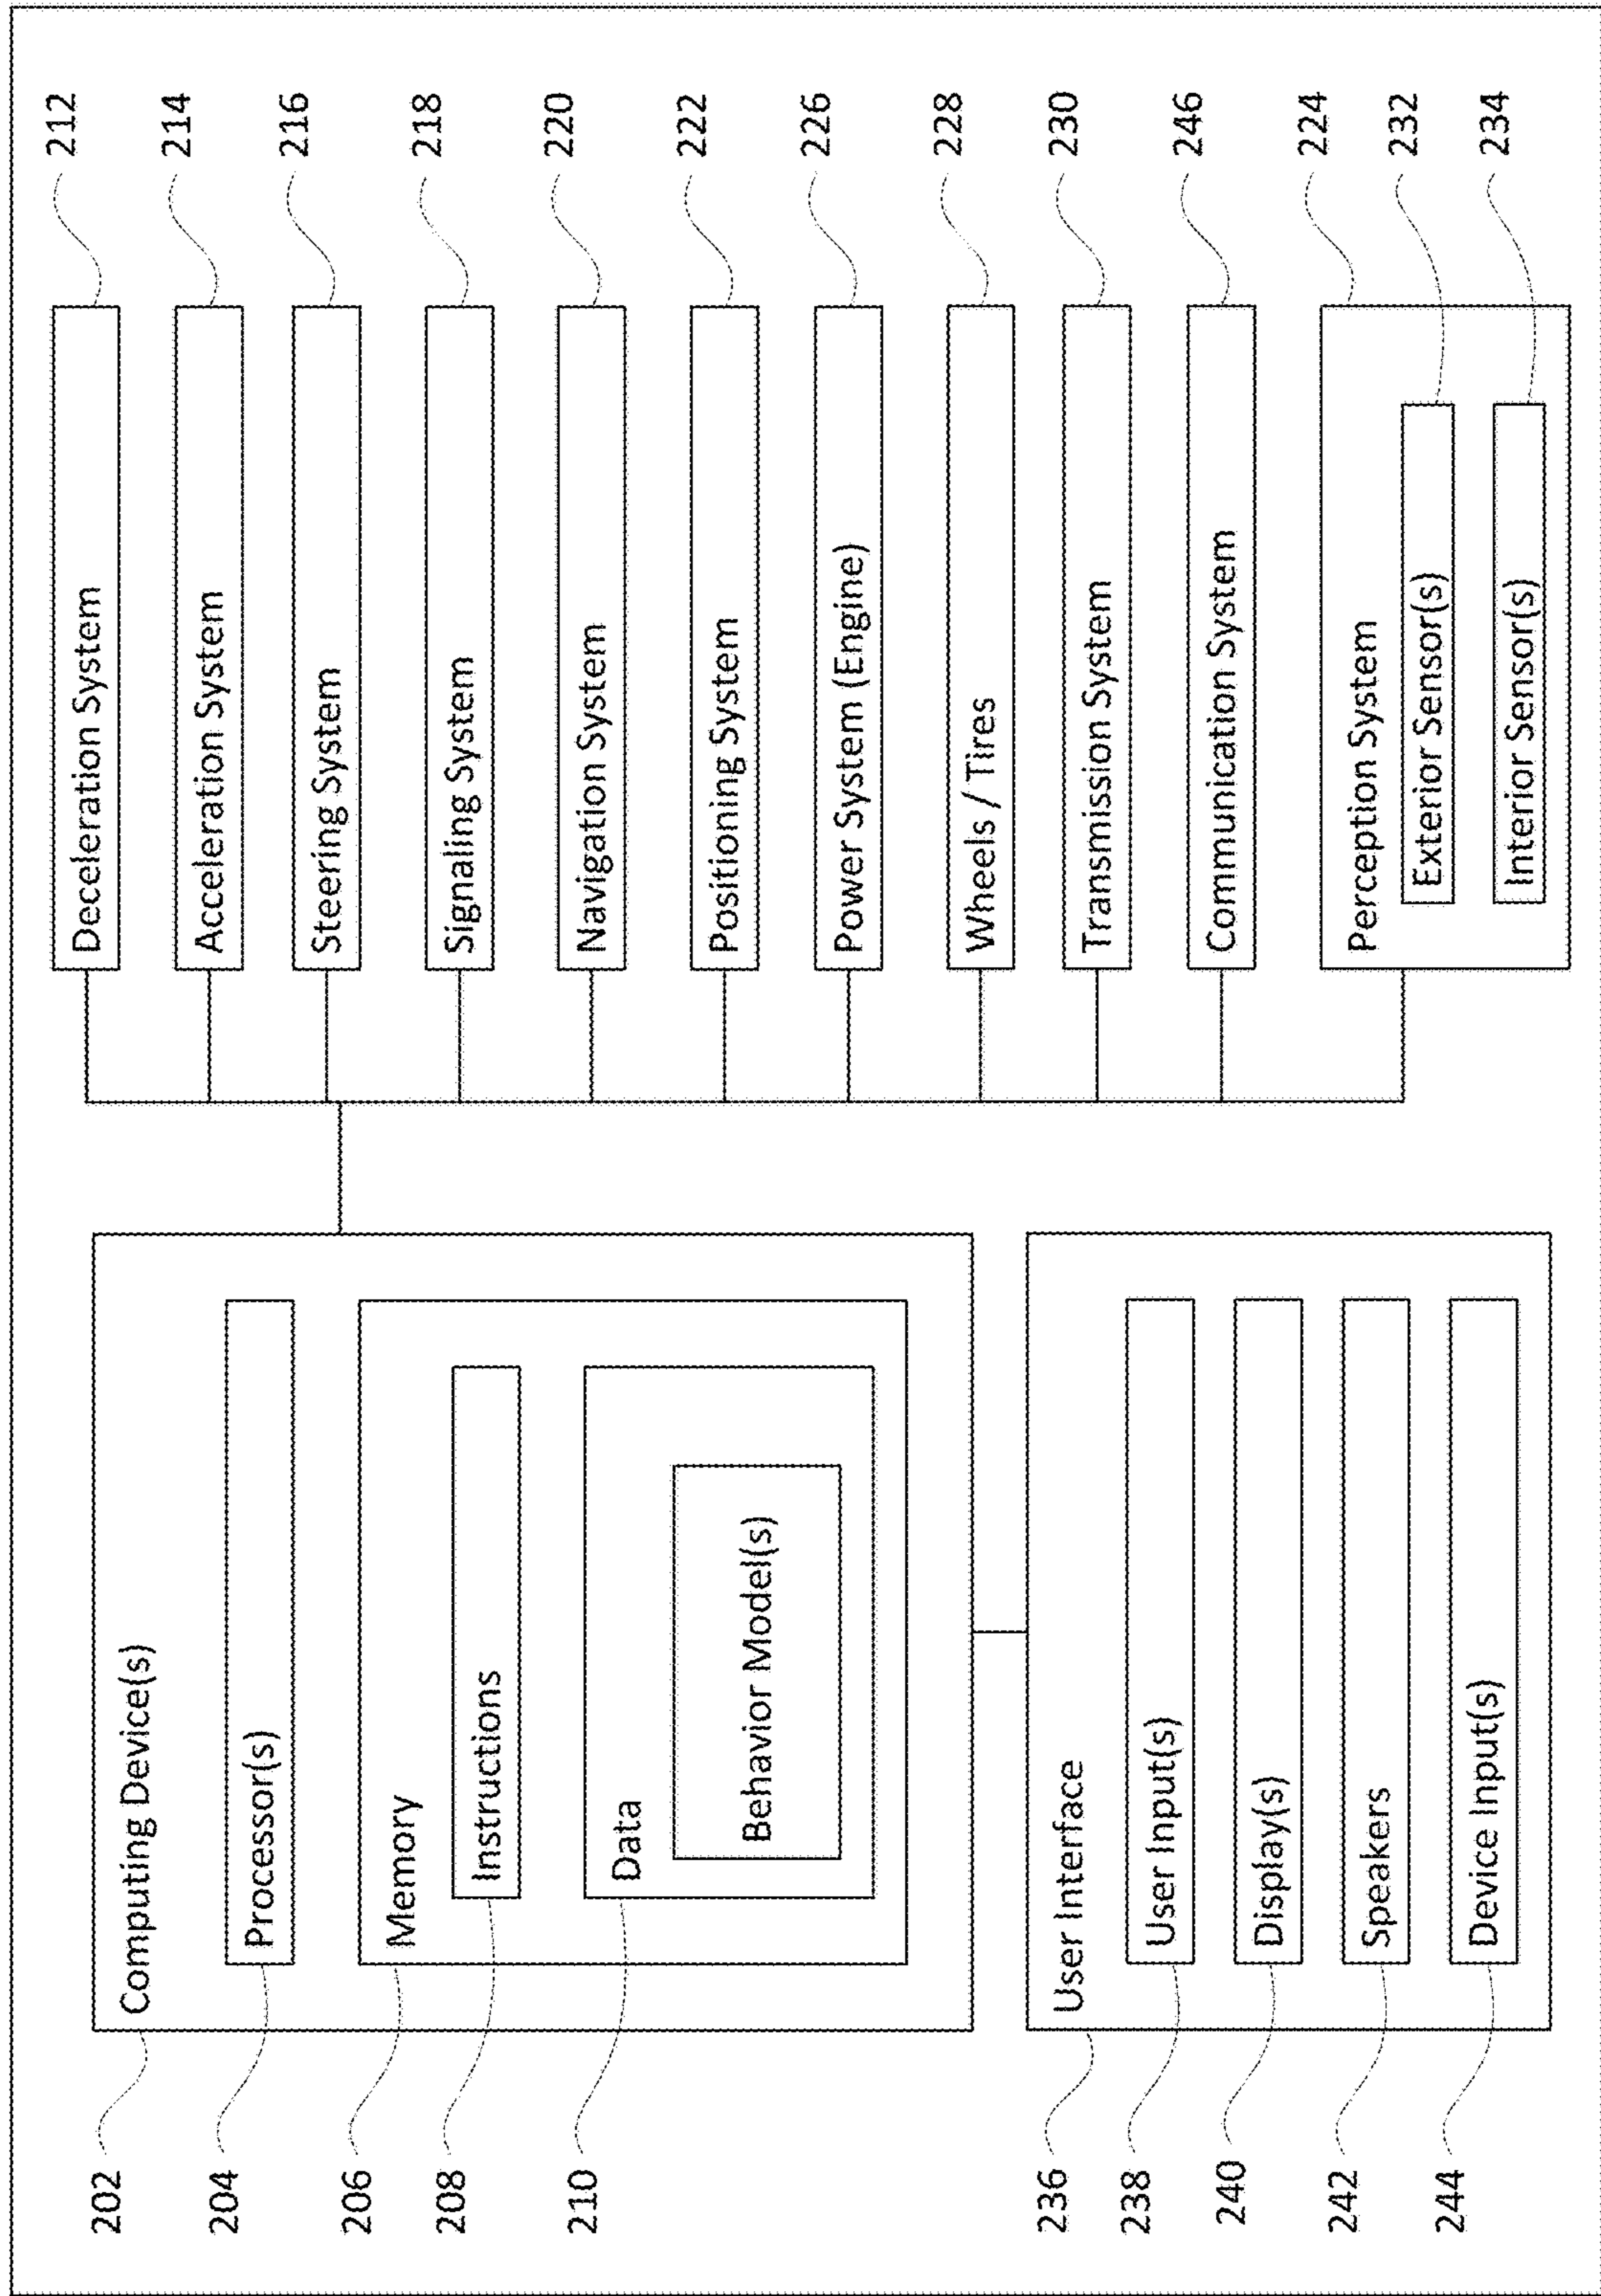 202
Computing Device(s)
204
Processor(s)
206
Memory
208
Instructions
210
Data
Behavior Model(s)
236
User Interface
238
User Input(s)
240
Display(s)
242
Speakers
244
Device Input(s)
Deceleration System
212
Acceleration System
214
Steering System
216
Signaling System
218
Navigation System
220
Positioning System
222
Power System (Engine)
226
Wheels / Tires
228
Transmission System
230
Communication System
246
Perception System
224
Exterior Sensor(s)
232
Interior Sensor(s)
234